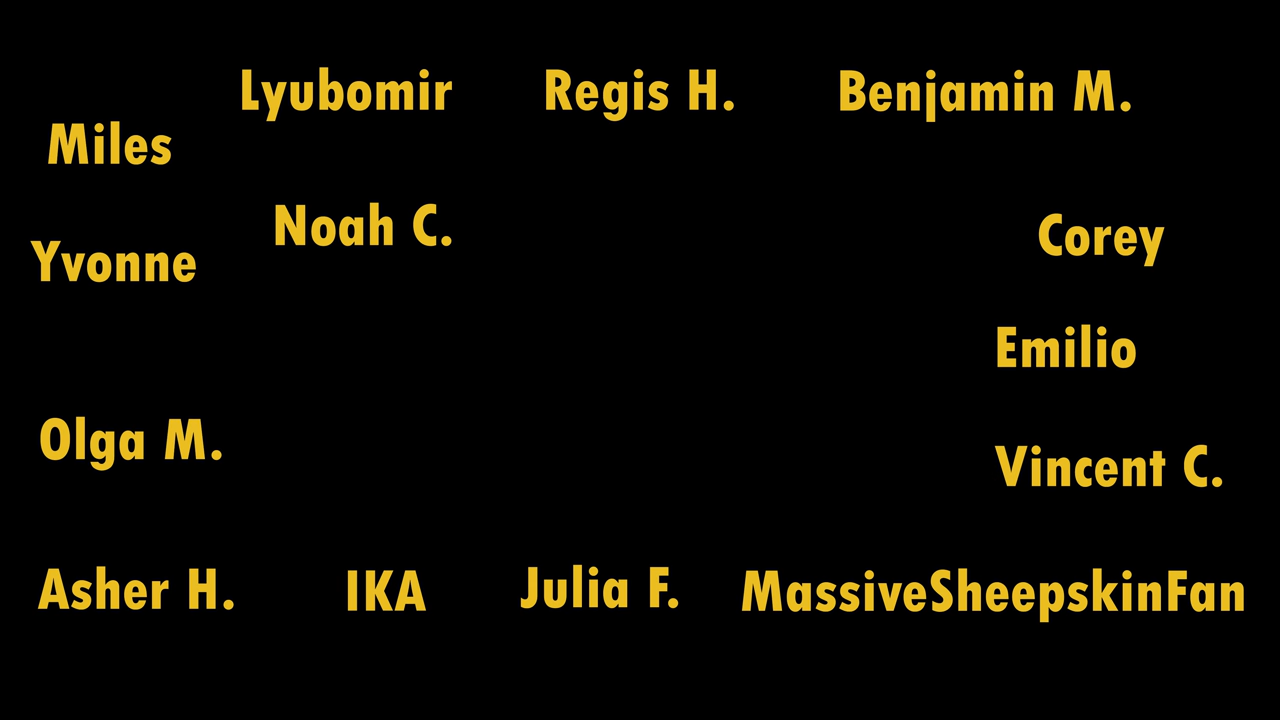 Lyubomir
Regis H.
Benjamin M.
Miles
Noah C.
Corey
Yvonne
Emilio
Olga M.
Vincent C.
Asher H.
IKA
Julia F.
MassiveSheepskinFan